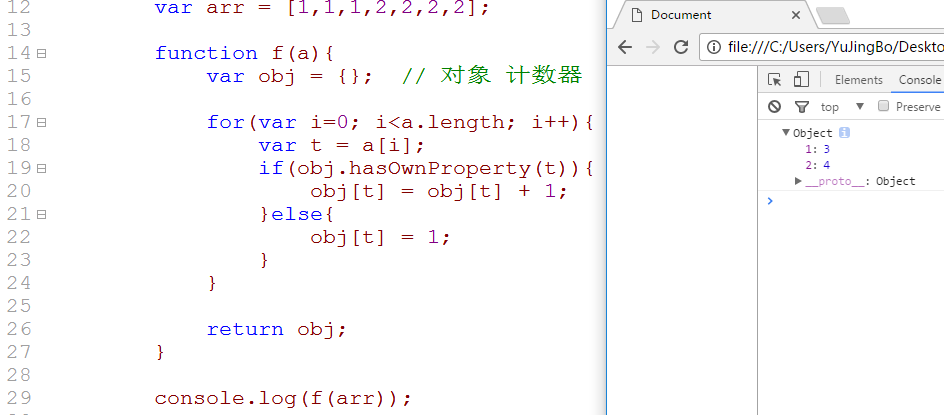 12 var arr = [1,1,1,2,2,2,2];
13
14 function f(a){
15 var obj = {}; // 对象 计数器
16
17 for(var i=0; i<a.length; i++){
18 var t = a[i];
19 if(obj.hasOwnProperty(t)){
20 obj[t] = obj[t] + 1;
21 }else{
22 obj[t] = 1;
23 }
24 }
25
26 return obj;
27 }
28
29 console.log(f(arr));
Document
file:///C:/Users/YuJingBo/Deskto
Elements Console
top Preserve
Object
1: 3
2: 4
__proto__: Object